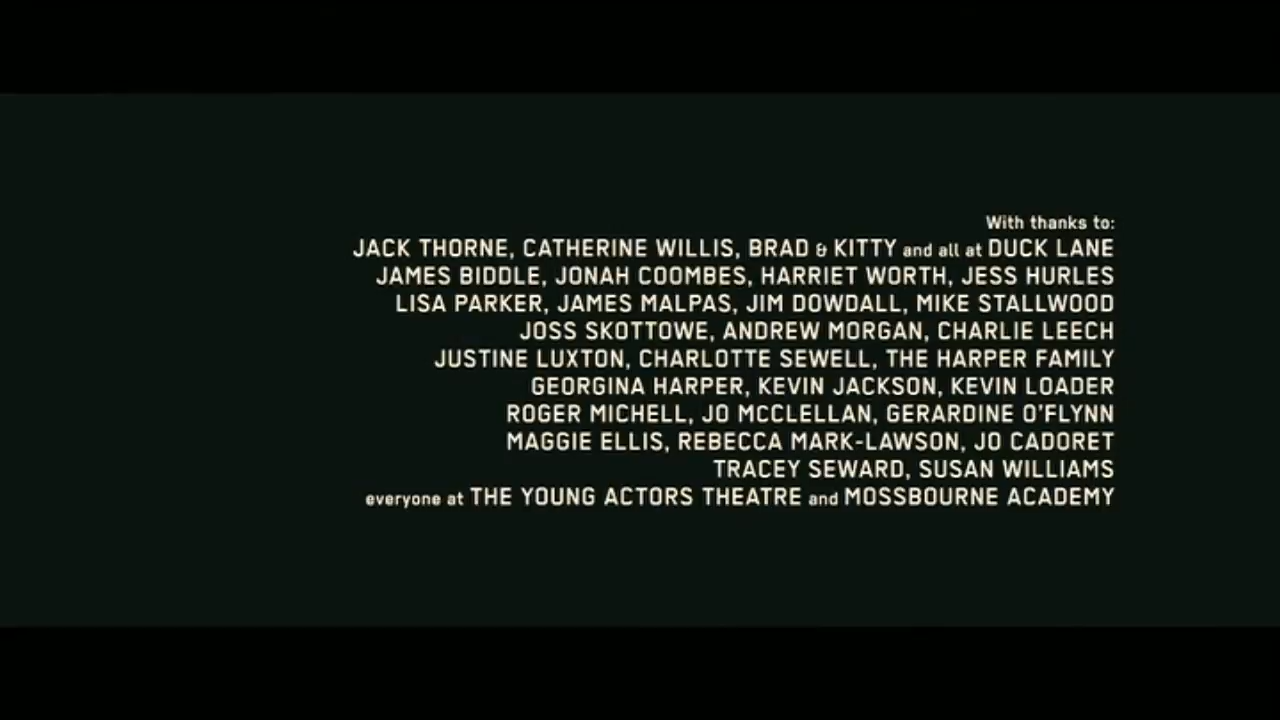 With thanks to:
JACK THORNE, CATHERINE WILLIS, BRAD & KITTY and all at DUCK LANE
JAMES BIDDLE, JONAH COOMBES, HARRIET WORTH, JESS HURLES
LISA PARKER, JAMES MALPAS, JIM DOWDALL, MIKE STALLWOOD
JOSS SKOTTOWE, ANDREW MORGAN, CHARLIE LEECH
JUSTINE LUXTON, CHARLOTTE SEWELL, THE HARPER FAMILY
GEORGINA HARPER, KEVIN JACKSON, KEVIN LOADER
ROGER MICHELL, JO MCCLELLAN, GERARDINE O'FLYNN
MAGGIE ELLIS, REBECCA MARK-LAWSON, JO CADORET
TRACEY SEWARD, SUSAN WILLIAMS
everyone at THE YOUNG ACTORS THEATRE and MOSSBOURNE ACADEMY